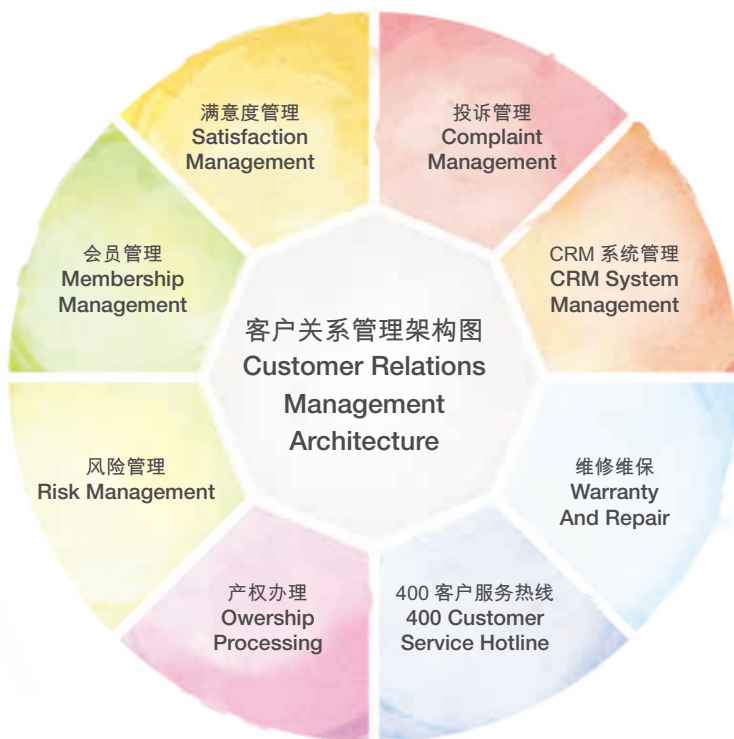 满意度管理
Satisfaction
Management
投诉管理
Complaint
Management
会员管理
Membership
Management
CRM 系统管理
CRM System
Management
客户关系管理架构图
Customer Relations
Management
Architecture
风险管理
Risk Management
维修维保
Warranty
And Repair
产权办理
Owership
Processing
400 客户服务热线
400 Customer
Service Hotline